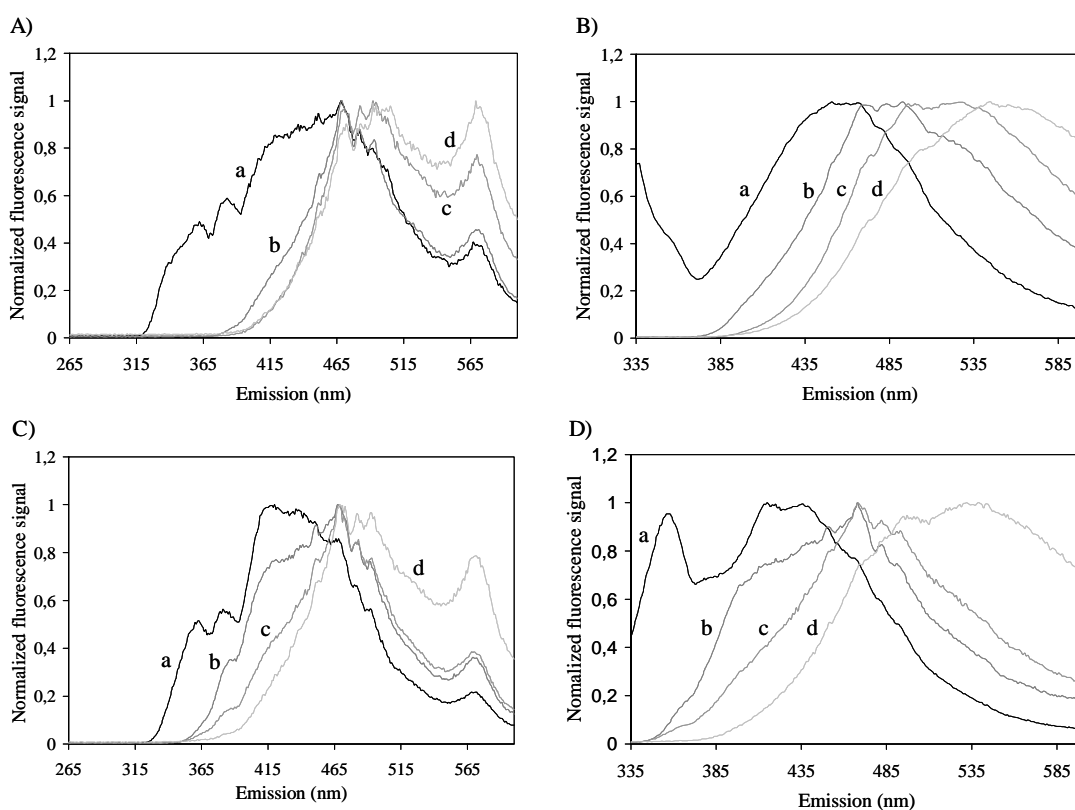 A)
Normalized fluorescence signal
1,2
1
0,8
0,6
0,4
0,2
0
a
b
c
d
265 315 365 415 465 515 565
Emission (nm)
B)
Normalized fluorescence signal
1,2
1
0,8
0,6
0,4
0,2
0
a
b
c
d
335 385 435 485 535 585
Emission (nm)
C)
Normalized fluorescence signal
1,2
1
0,8
0,6
0,4
0,2
0
a
b
c
d
265 315 365 415 465 515 565
Emission (nm)
D)
Nomalized fluorescence signal
1,2
1
0,8
0,6
0,4
0,2
0
a
b
c
d
335 385 435 485 535 585
Emission (nm)